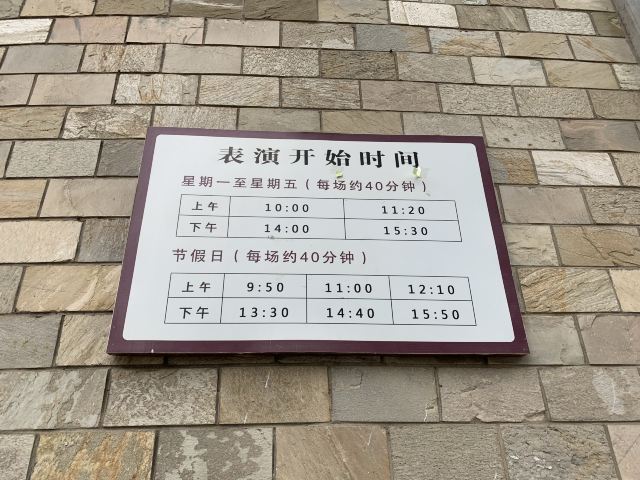 表演开始时间
星期一至星期五（每场约40分钟）
上午 10:00 11:20
下午 14:00 15:30
节假日（每场约40分钟）
上午 9:50 11:00 12:10
下午 13:30 14:40 15:50